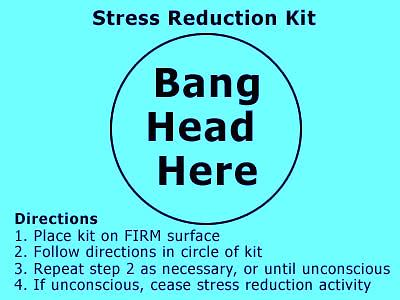 Stress Reduction Kit
Bang
Head
Here
Directions
1. Place kit on FIRM surface
2. Follow directions in circle of kit
3. Repeat step 2 as necessary, or until unconscious
4. If unconscious, cease stress reduction activity